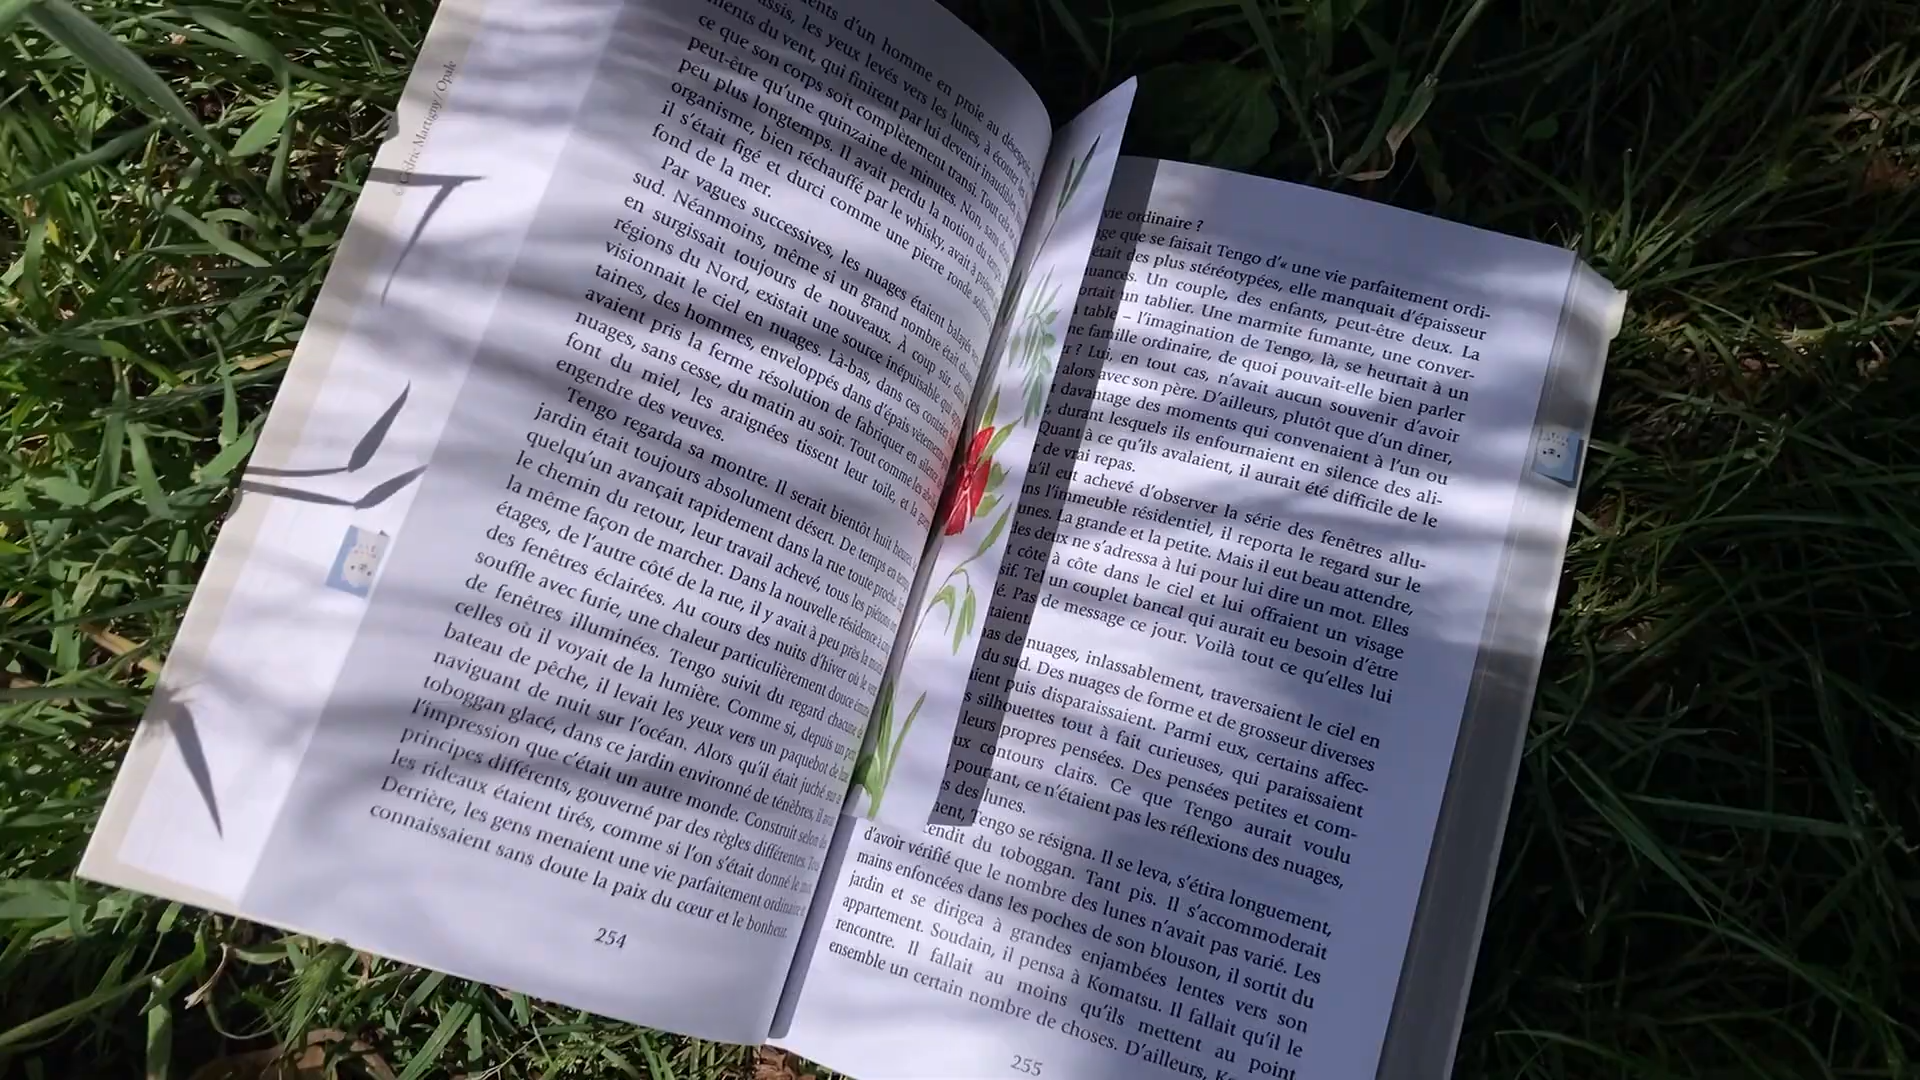 © Cédric Martigny / Opale
ments d'un homme en proie au désespoir
assis, les yeux levés vers les lunes, à écouter les
ments du vent, qui finirent par lui devenir inaudibles
ce que son corps soit complètement transi. Tout cela
peut-être qu'une quinzaine de minutes. Non, sans doute
peu plus longtemps. Il avait perdu la notion du temps.
organisme, bien réchauffé par le whisky, avait à présent
il s'était figé et durci comme une pierre ronde, solitaire
fond de la mer.
Par vagues successives, les nuages étaient balayés
sud. Néanmoins, même si un grand nombre était
en surgissait toujours de nouveaux. À coup sûr, dans
régions du Nord, existait une source inépuisable qui
visionnait le ciel en nuages. Là-bas, dans ces contrées
taines, des hommes, enveloppés dans d'épais vêtements
avaient pris la ferme résolution de fabriquer en silence
nuages, sans cesse, du matin au soir. Tout comme les abeilles
font du miel, les araignées tissent leur toile, et la guerre
engendre des veuves.
Tengo regarda sa montre. Il serait bientôt huit heures.
jardin était toujours absolument désert. De temps en temps
quelqu'un avançait rapidement dans la rue toute proche.
le chemin du retour, leur travail achevé, tous les piétons
la même façon de marcher. Dans la nouvelle résidence à
étages, de l'autre côté de la rue, il y avait à peu près la moitié
des fenêtres éclairées. Au cours des nuits d'hiver où le vent
souffle avec furie, une chaleur particulièrement douce émane
de fenêtres illuminées. Tengo suivit du regard chacune de
celles où il voyait de la lumière. Comme si, depuis un petit
bateau de pêche, il levait les yeux vers un paquebot de luxe
naviguant de nuit sur l'océan. Alors qu'il était juché sur le
toboggan glacé, dans ce jardin environné de ténèbres, il avait
l'impression que c'était un autre monde. Construit selon des
principes différents, gouverné par des règles différentes. Tous
les rideaux étaient tirés, comme si l'on s'était donné le mot.
Derrière, les gens menaient une vie parfaitement ordinaire et
connaissaient sans doute la paix du cœur et le bonheur.
254
vie ordinaire ?
que se faisait Tengo d'« une vie parfaitement ordi-
était des plus stéréotypées, elle manquait d'épaisseur
nuances. Un couple, des enfants, peut-être deux. La
portait un tablier. Une marmite fumante, une conver-
table – l'imagination de Tengo, là, se heurtait à un
famille ordinaire, de quoi pouvait-elle bien parler
? Lui, en tout cas, n'avait aucun souvenir d'avoir
alors avec son père. D'ailleurs, plutôt que d'un dîner,
davantage des moments qui convenaient à l'un ou
durant lesquels ils enfournaient en silence des ali-
Quant à ce qu'ils avalaient, il aurait été difficile de le
de vrai repas.
qu'il eut achevé d'observer la série des fenêtres allu-
l'immeuble résidentiel, il reporta le regard sur le
lunes. La grande et la petite. Mais il eut beau attendre,
des deux ne s'adressa à lui pour lui dire un mot. Elles
côte à côte dans le ciel et lui offraient un visage
Tel un couplet bancal qui aurait eu besoin d'être
Pas de message ce jour. Voilà tout ce qu'elles lui
taient.
de nuages, inlassablement, traversaient le ciel en
du sud. Des nuages de forme et de grosseur diverses
puis disparaissaient. Parmi eux, certains affec-
silhouettes tout à fait curieuses, qui paraissaient
leurs propres pensées. Des pensées petites et com-
aux contours clairs. Ce que Tengo aurait voulu
pourtant, ce n'étaient pas les réflexions des nuages,
des lunes.
Tengo se résigna. Il se leva, s'étira longuement,
du toboggan. Tant pis. Il s'accommoderait
d'avoir vérifié que le nombre des lunes n'avait pas varié. Les
mains enfoncées dans les poches de son blouson, il sortit du
jardin et se dirigea à grandes enjambées lentes vers son
appartement. Soudain, il pensa à Komatsu. Il fallait qu'il le
rencontre. Il fallait au moins qu'ils mettent au point
ensemble un certain nombre de choses. D'ailleurs,
255